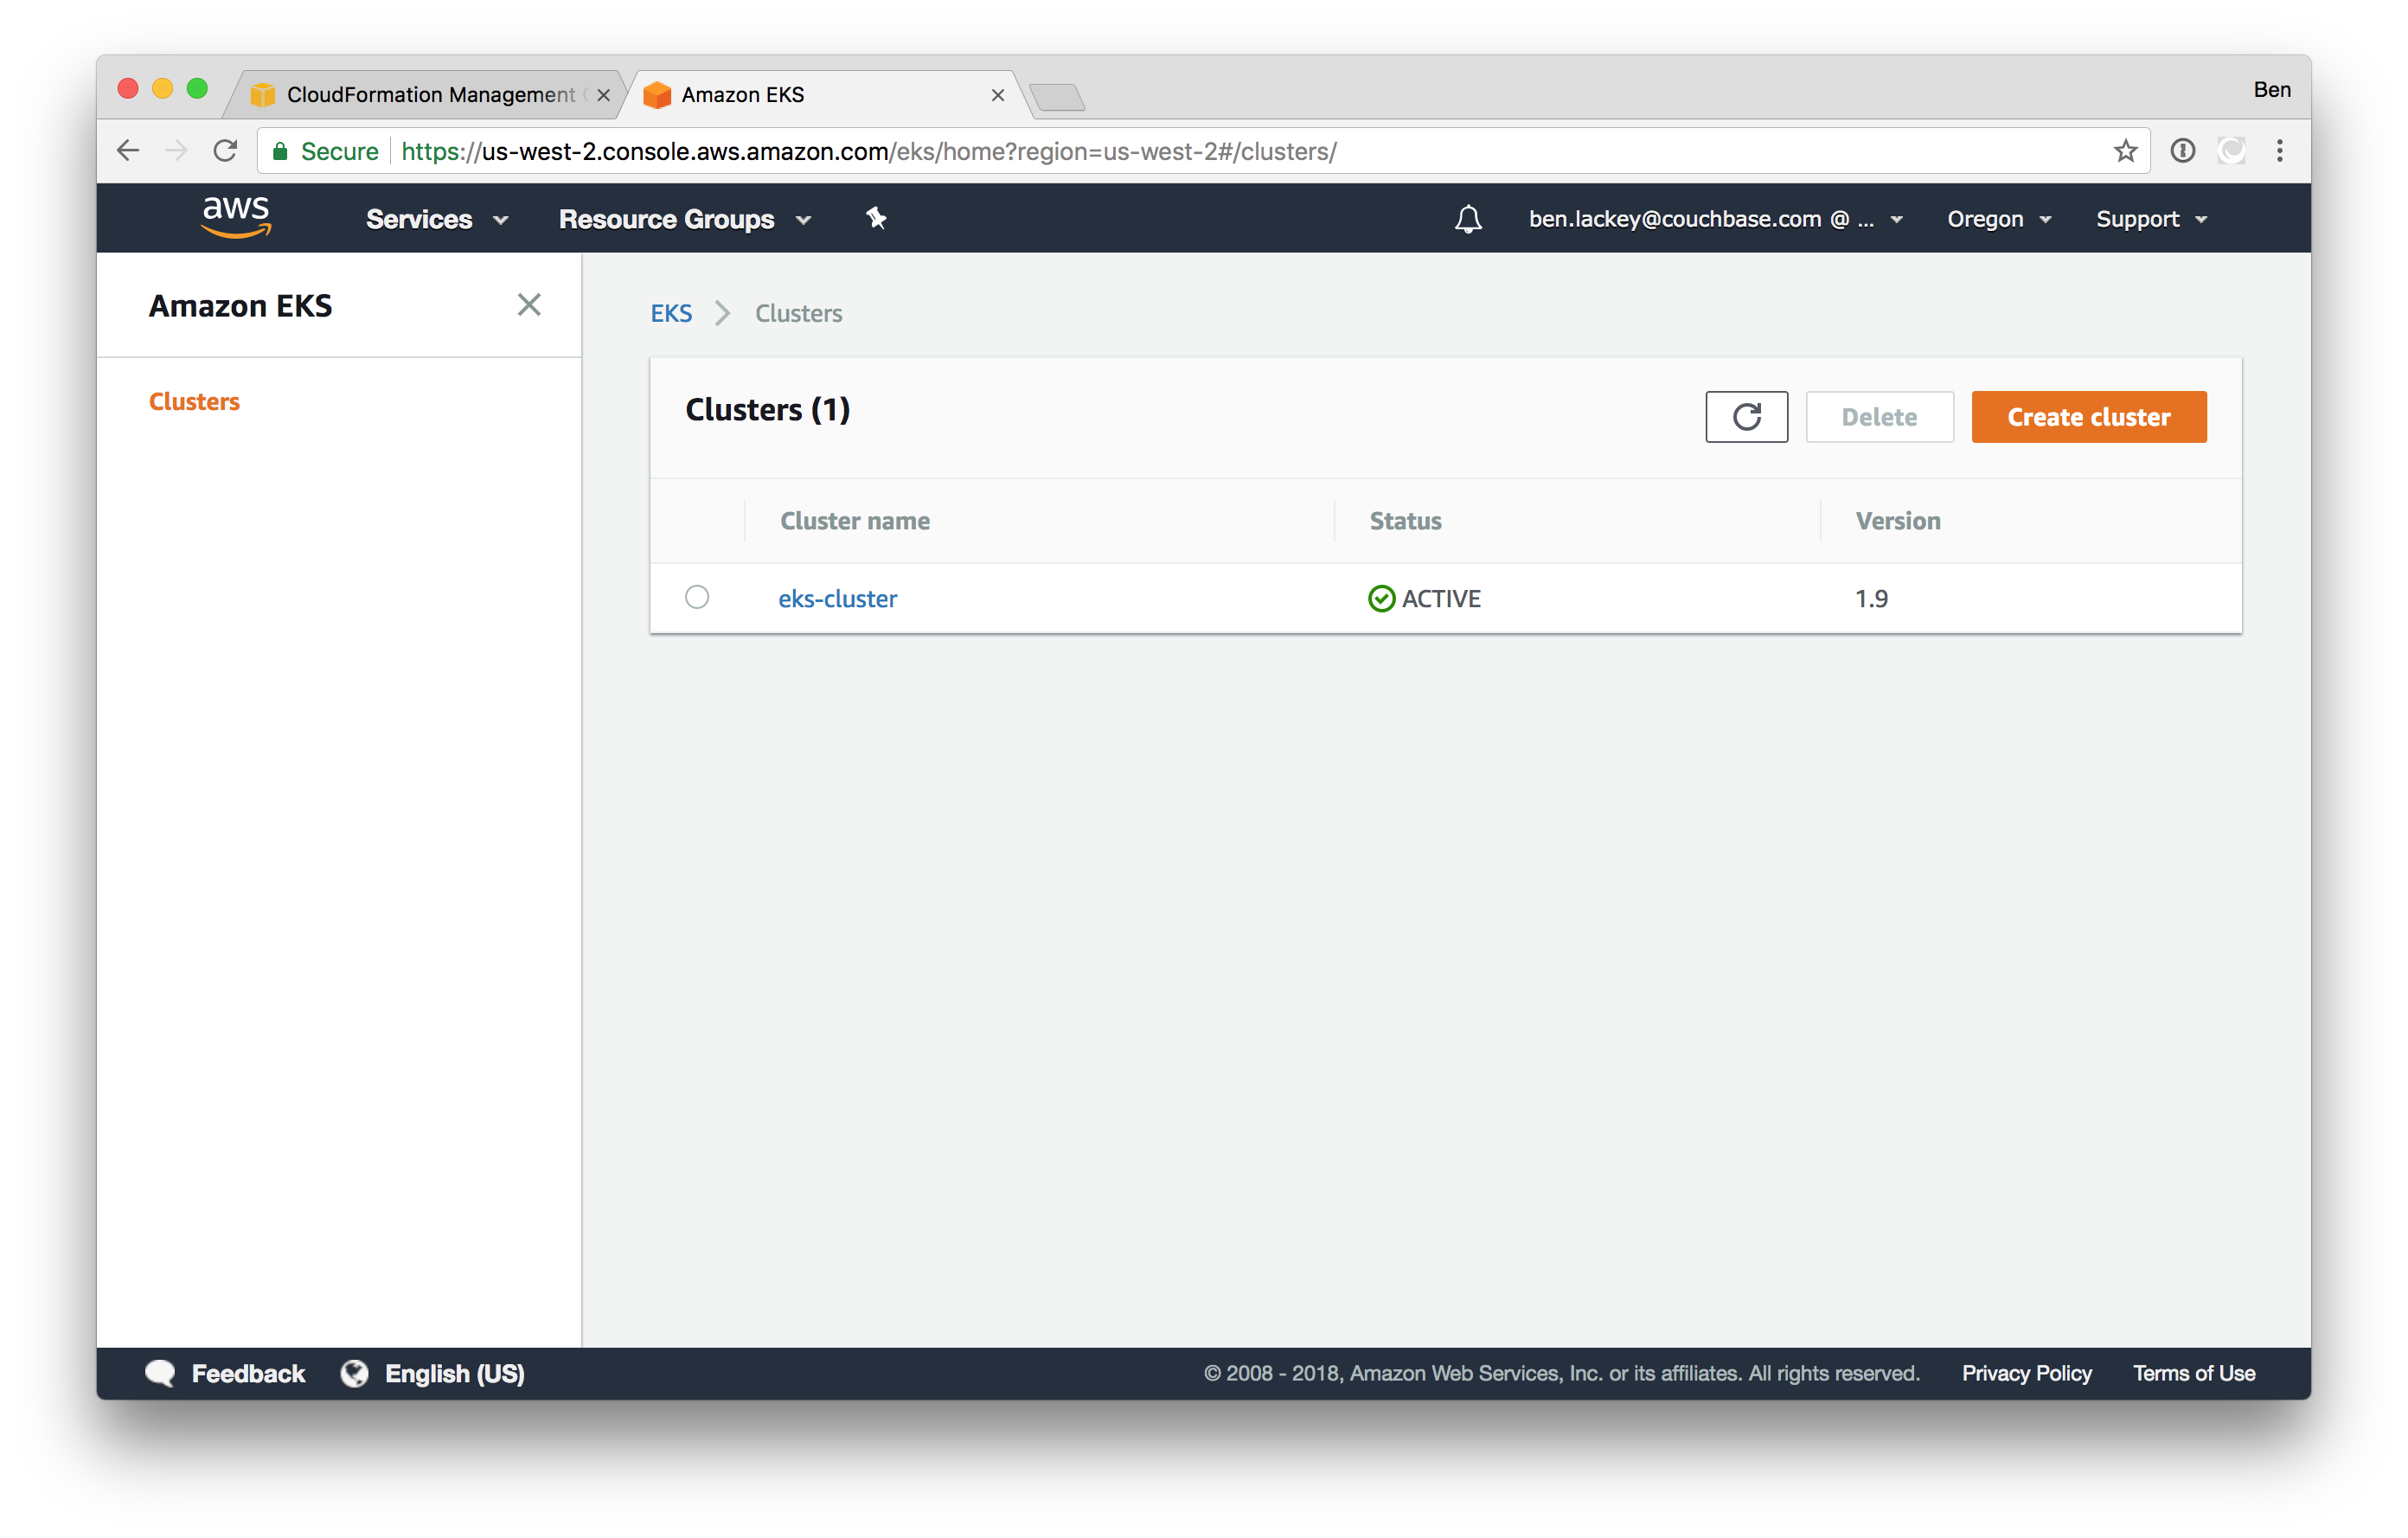 CloudFormation Management
Amazon EKS
Ben
Secure
https://us-west-2.console.aws.amazon.com/eks/home?region=us-west-2#/clusters/
aws
Services
Resource Groups
ben.lackey@couchbase.com @ ...
Oregon
Support
Amazon EKS
Clusters
EKS
Clusters
Clusters (1)
Delete
Create cluster
Cluster name
Status
Version
eks-cluster
ACTIVE
1.9
Feedback
English (US)
© 2008 - 2018, Amazon Web Services, Inc. or its affiliates. All rights reserved.
Privacy Policy
Terms of Use